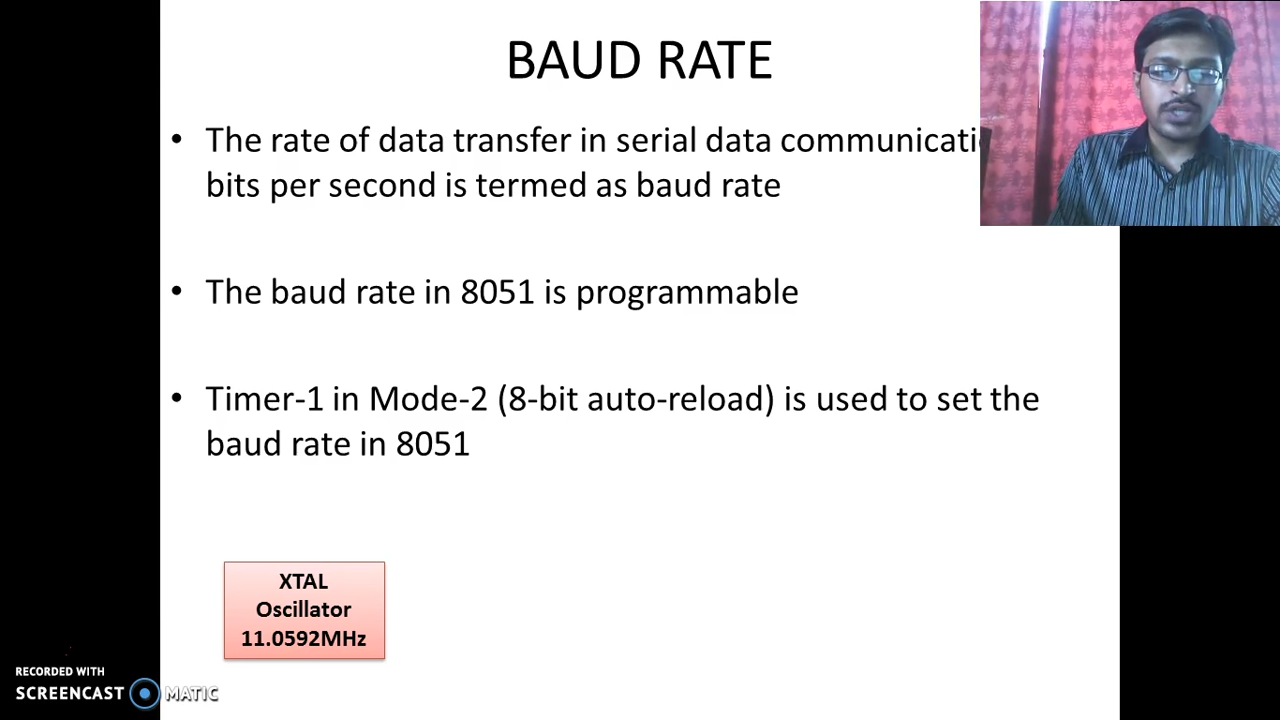 BAUD RATE
• The rate of data transfer in serial data
bits per second is termed as baud rate
• The baud rate in 8051 is programmable
• Timer-1 in Mode-2 (8-bit auto-reload) is used to set the
baud rate in 8051
XTAL
Oscillator
11.0592MHz
RECORDED WITH
SCREENCAST MATIC